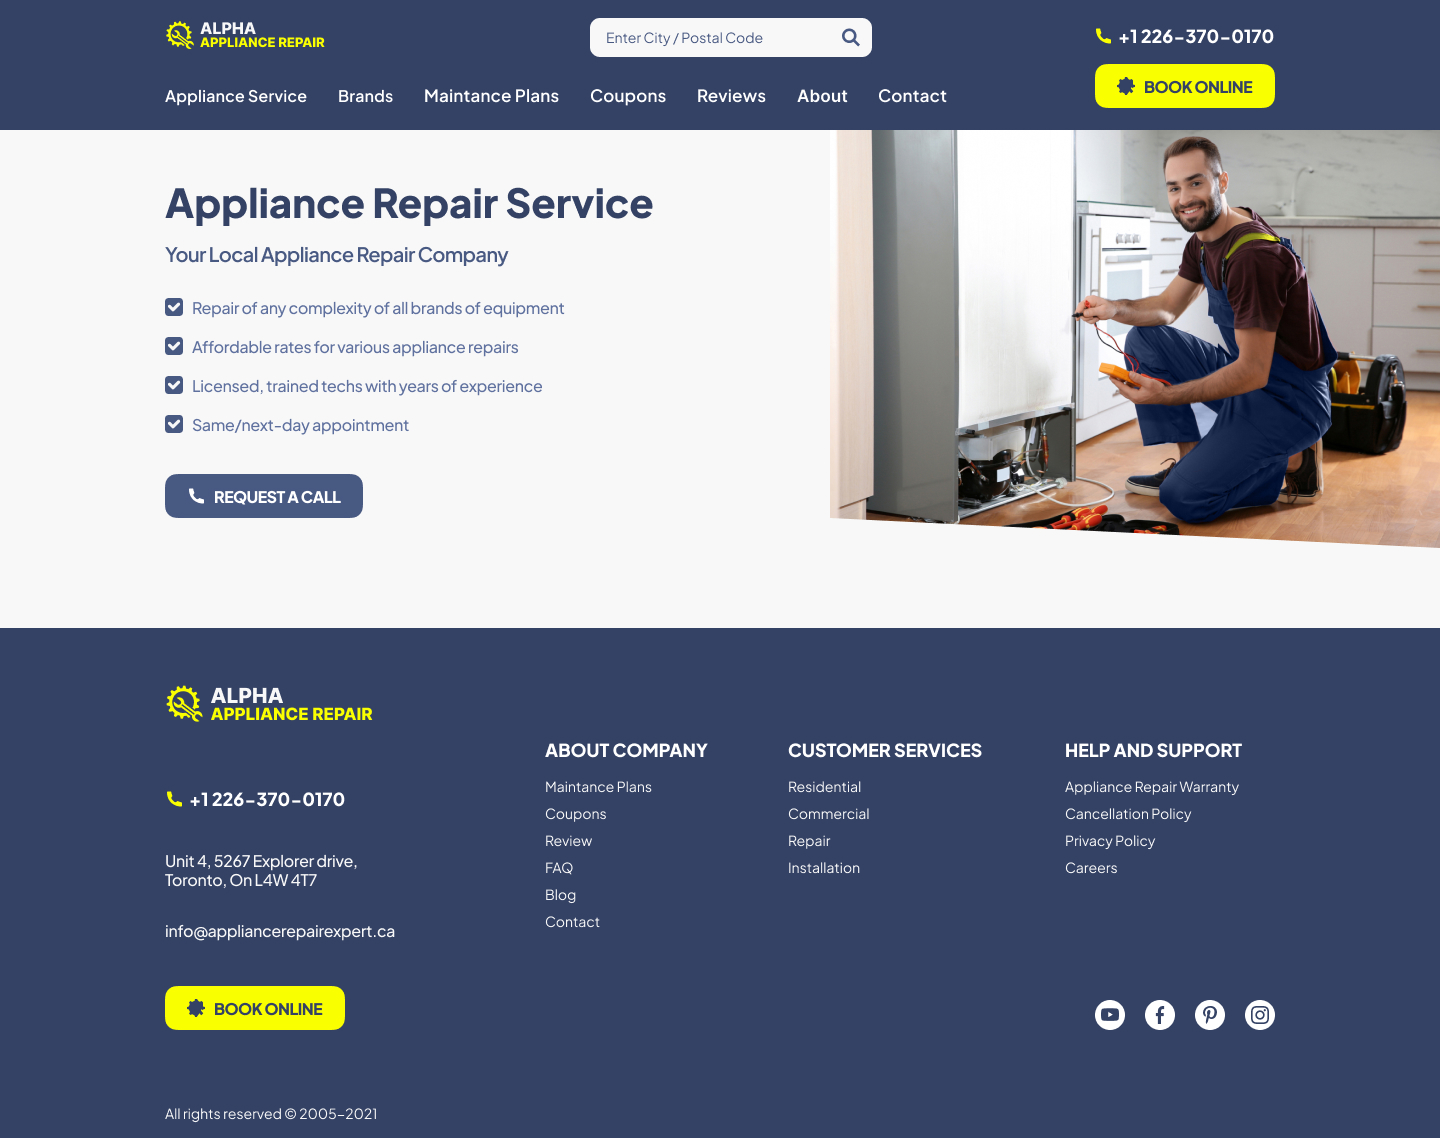 ALPHA
APPLIANCE REPAIR
Enter City / Postal Code
+1 226-370-0170
Appliance Service
Brands
Maintance Plans
Coupons
Reviews
About
Contact
BOOK ONLINE
Appliance Repair Service
Your Local Appliance Repair Company
Repair of any complexity of all brands of equipment
Affordable rates for various appliance repairs
Licensed, trained techs with years of experience
Same/next-day appointment
REQUEST A CALL
ALPHA
APPLIANCE REPAIR
+1 226-370-0170
Unit 4, 5267 Explorer drive,
Toronto, On L4W 4T7
info@appliancerepairexpert.ca
BOOK ONLINE
ABOUT COMPANY
Maintance Plans
Coupons
Review
FAQ
Blog
Contact
CUSTOMER SERVICES
Residential
Commercial
Repair
Installation
HELP AND SUPPORT
Appliance Repair Warranty
Cancellation Policy
Privacy Policy
Careers
All rights reserved © 2005-2021